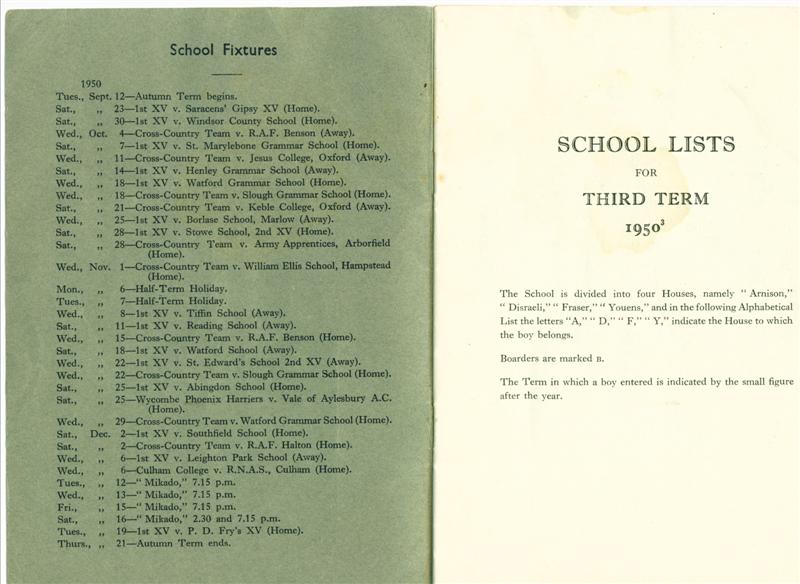 School Fixtures
1950
Tues., Sept. 12—Autumn Term begins.
Sat., „ 23—1st XV v. Saracens' Gipsy XV (Home).
Sat., „ 30—1st XV v. Windsor County School (Home).
Wed., Oct. 4—Cross-Country Team v. R.A.F. Benson (Away).
Sat., „ 7—1st XV v. St. Marylebone Grammar School (Home).
Wed., „ 11—Cross-Country Team v. Jesus College, Oxford (Away).
Sat., „ 14—1st XV v. Henley Grammar School (Away).
Wed., „ 18—1st XV v. Watford Grammar School (Home).
Wed., „ 18—Cross-Country Team v. Slough Grammar School (Home).
Sat., „ 21—Cross-Country Team v. Keble College, Oxford (Away).
Wed., „ 25—1st XV v. Borlase School, Marlow (Away).
Sat., „ 28—1st XV v. Stowe School, 2nd XV (Home).
Sat., „ 28—Cross-Country Team v. Army Apprentices, Arborfield
(Home).
Wed., Nov. 1—Cross-Country Team v. William Ellis School, Hampstead
(Home).
Mon., „ 6—Half-Term Holiday.
Tues., „ 7—Half-Term Holiday.
Wed., „ 8—1st XV v. Tiffin School (Away).
Sat., „ 11—1st XV v. Reading School (Away).
Wed., „ 15—Cross-Country Team v. R.A.F. Benson (Home).
Sat., „ 18—1st XV v. Watford School (Away).
Wed., „ 22—1st XV v. St. Edward's School 2nd XV (Away).
Wed., „ 22—Cross-Country Team v. Slough Grammar School (Home).
Sat., „ 25—1st XV v. Abingdon School (Home).
Sat., „ 25—Wycombe Phoenix Harriers v. Vale of Aylesbury A.C.
(Home).
Wed., „ 29—Cross-Country Team v. Watford Grammar School (Home).
Sat., Dec. 2—1st XV v. Southfield School (Home).
Sat., „ 2—Cross-Country Team v. R.A.F. Halton (Home).
Wed., „ 6—1st XV v. Leighton Park School (Away).
Wed., „ 6—Culham College v. R.N.A.S., Culham (Home).
Tues., „ 12—" Mikado," 7.15 p.m.
Wed., „ 13—" Mikado," 7.15 p.m.
Fri., „ 15—" Mikado," 7.15 p.m.
Sat., „ 16—" Mikado," 2.30 and 7.15 p.m.
Tues., „ 19—1st XV v. P. D. Fry's XV (Home).
Thurs., „ 21—Autumn Term ends.
SCHOOL LISTS
FOR
THIRD TERM
1950³
The School is divided into four Houses, namely " Arnison,"
" Disraeli," " Fraser," " Youens," and in the following Alphabetical
List the letters "A," " D," " F," " Y," indicate the House to which
the boy belongs.
Boarders are marked B.
The Term in which a boy entered is indicated by the small figure
after the year.